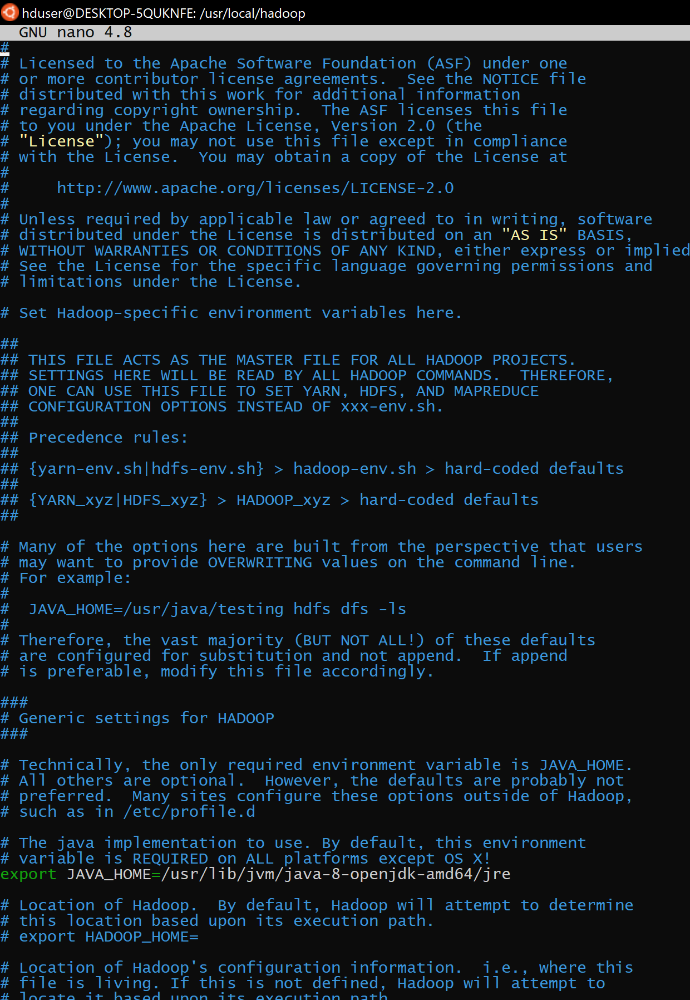 hduser@DESKTOP-5QUKNFE: /usr/local/hadoop
GNU nano 4.8
#
# Licensed to the Apache Software Foundation (ASF) under one
# or more contributor license agreements.  See the NOTICE file
# distributed with this work for additional information
# regarding copyright ownership.  The ASF licenses this file
# to you under the Apache License, Version 2.0 (the
# "License"); you may not use this file except in compliance
# with the License.  You may obtain a copy of the License at
#
#     http://www.apache.org/licenses/LICENSE-2.0
#
# Unless required by applicable law or agreed to in writing, software
# distributed under the License is distributed on an "AS IS" BASIS,
# WITHOUT WARRANTIES OR CONDITIONS OF ANY KIND, either express or implied
# See the License for the specific language governing permissions and
# limitations under the License.

# Set Hadoop-specific environment variables here.

##
## THIS FILE ACTS AS THE MASTER FILE FOR ALL HADOOP PROJECTS.
## SETTINGS HERE WILL BE READ BY ALL HADOOP COMMANDS.  THEREFORE,
## ONE CAN USE THIS FILE TO SET YARN, HDFS, AND MAPREDUCE
## CONFIGURATION OPTIONS INSTEAD OF xxx-env.sh.
##
## Precedence rules:
##
## {yarn-env.sh|hdfs-env.sh} > hadoop-env.sh > hard-coded defaults
##
## {YARN_xyz|HDFS_xyz} > HADOOP_xyz > hard-coded defaults
##

# Many of the options here are built from the perspective that users
# may want to provide OVERWRITING values on the command line.
# For example:
#
#  JAVA_HOME=/usr/java/testing hdfs dfs -ls
#
# Therefore, the vast majority (BUT NOT ALL!) of these defaults
# are configured for substitution and not append.  If append
# is preferable, modify this file accordingly.

###
# Generic settings for HADOOP
###

# Technically, the only required environment variable is JAVA_HOME.
# All others are optional.  However, the defaults are probably not
# preferred.  Many sites configure these options outside of Hadoop,
# such as in /etc/profile.d

# The java implementation to use. By default, this environment
# variable is REQUIRED on ALL platforms except OS X!
export JAVA_HOME=/usr/lib/jvm/java-8-openjdk-amd64/jre

# Location of Hadoop.  By default, Hadoop will attempt to determine
# this location based upon its execution path.
# export HADOOP_HOME=

# Location of Hadoop's configuration information.  i.e., where this
# file is living. If this is not defined, Hadoop will attempt to
# locate it based upon its execution path